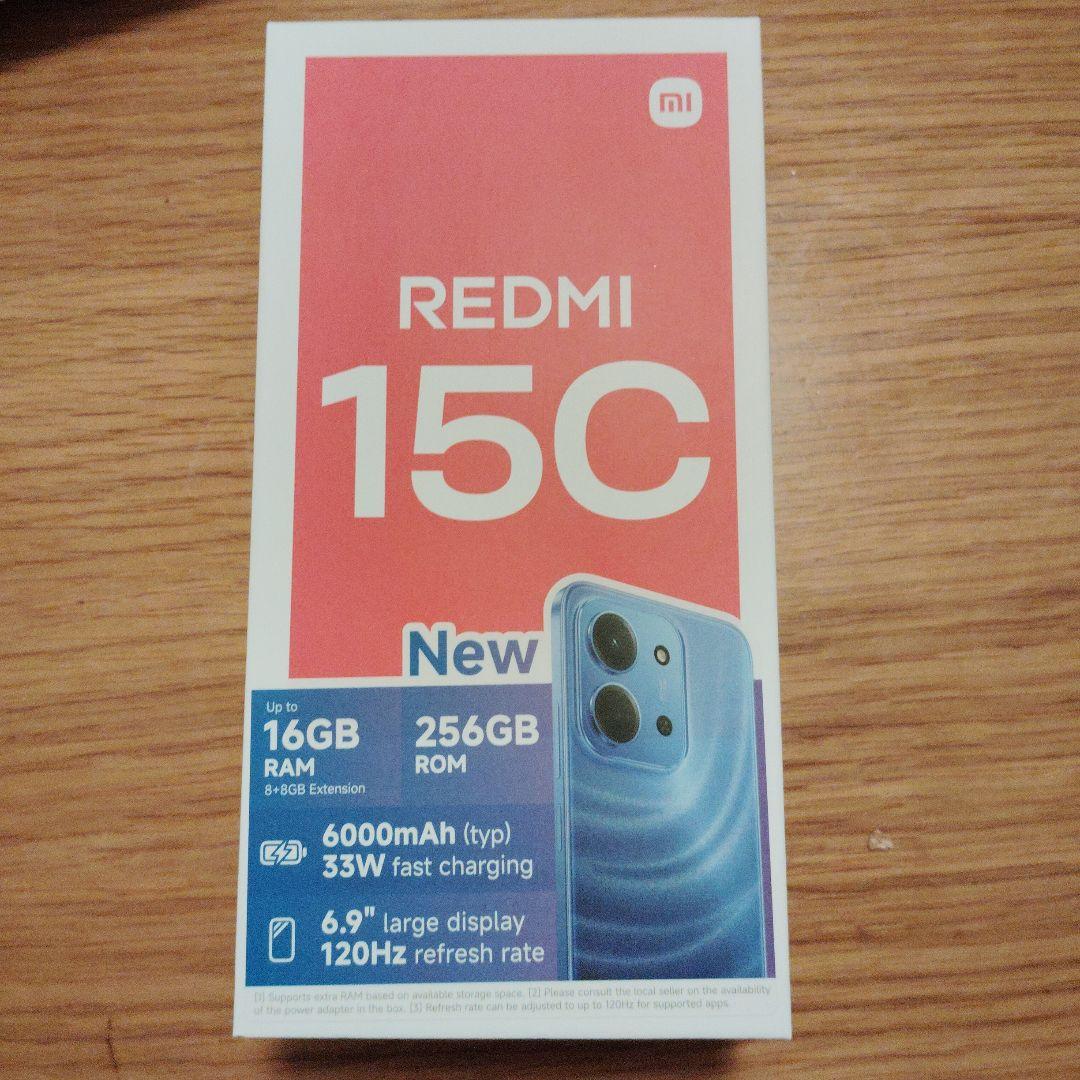 mi
REDMI
15C
New
Up to
16GB
RAM
8+8GB Extension
256GB
ROM
6000mAh (typ)
33W fast charging
6.9" large display
120Hz refresh rate
[1] Supports extra RAM based on available storage space. [2] Please consult the local seller on the availability
of the power adapter in the box. [3] Refresh rate can be adjusted to up to 120Hz for supported apps.